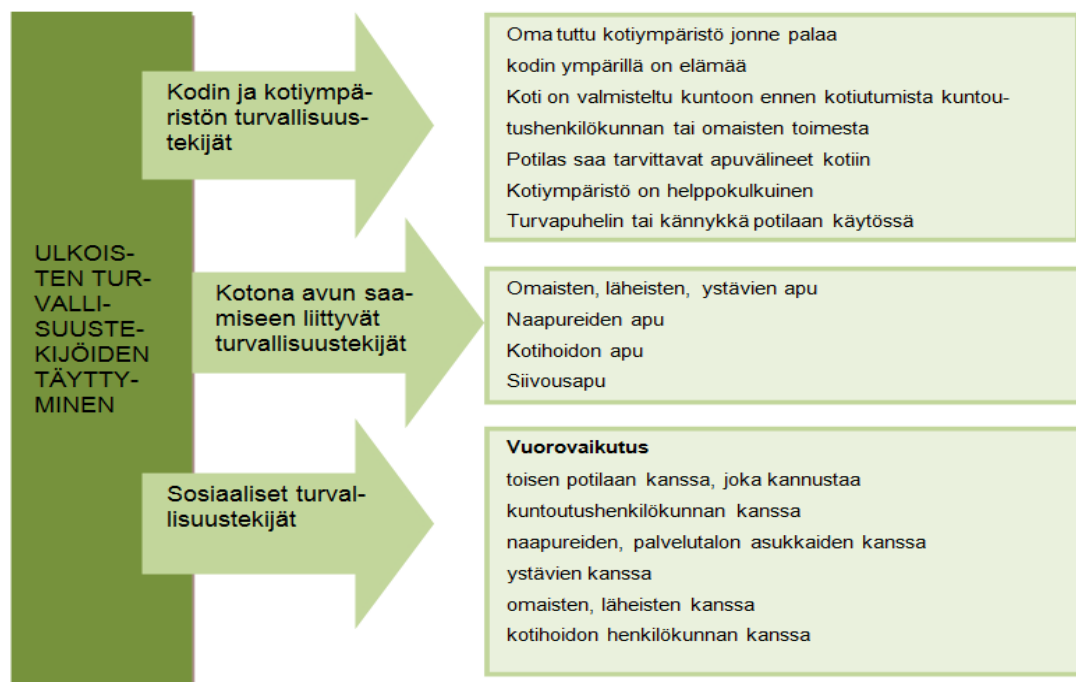 ULKOIS-
TEN TUR-
VALLI-
SUUSTE-
KIJÖIDEN
TÄYTTY-
MINEN
Kodin ja kotiympä-
ristön turvallisuus-
tekijät
Oma tuttu kotiympäristö jonne palaa
kodin ympärillä on elämää
Koti on valmisteltu kuntoon ennen kotiutumista kuntou-
tushenkilökunnan tai omaisten toimesta
Potilas saa tarvittavat apuvälineet kotiin
Kotiympäristö on helppokulkuinen
Turvapuhelin tai kännykkä potilaan käytössä
Kotona avun saa-
miseen liittyvät
turvallisuustekijät
Omaisten, läheisten, ystävien apu
Naapureiden apu
Kotihoidon apu
Siivousapu
Sosiaaliset turval-
lisuustekijät
Vuorovaikutus
toisen potilaan kanssa, joka kannustaa
kuntoutushenkilökunnan kanssa
naapureiden, palvelutalon asukkaiden kanssa
ystävien kanssa
omaisten, läheisten kanssa
kotihoidon henkilökunnan kanssa